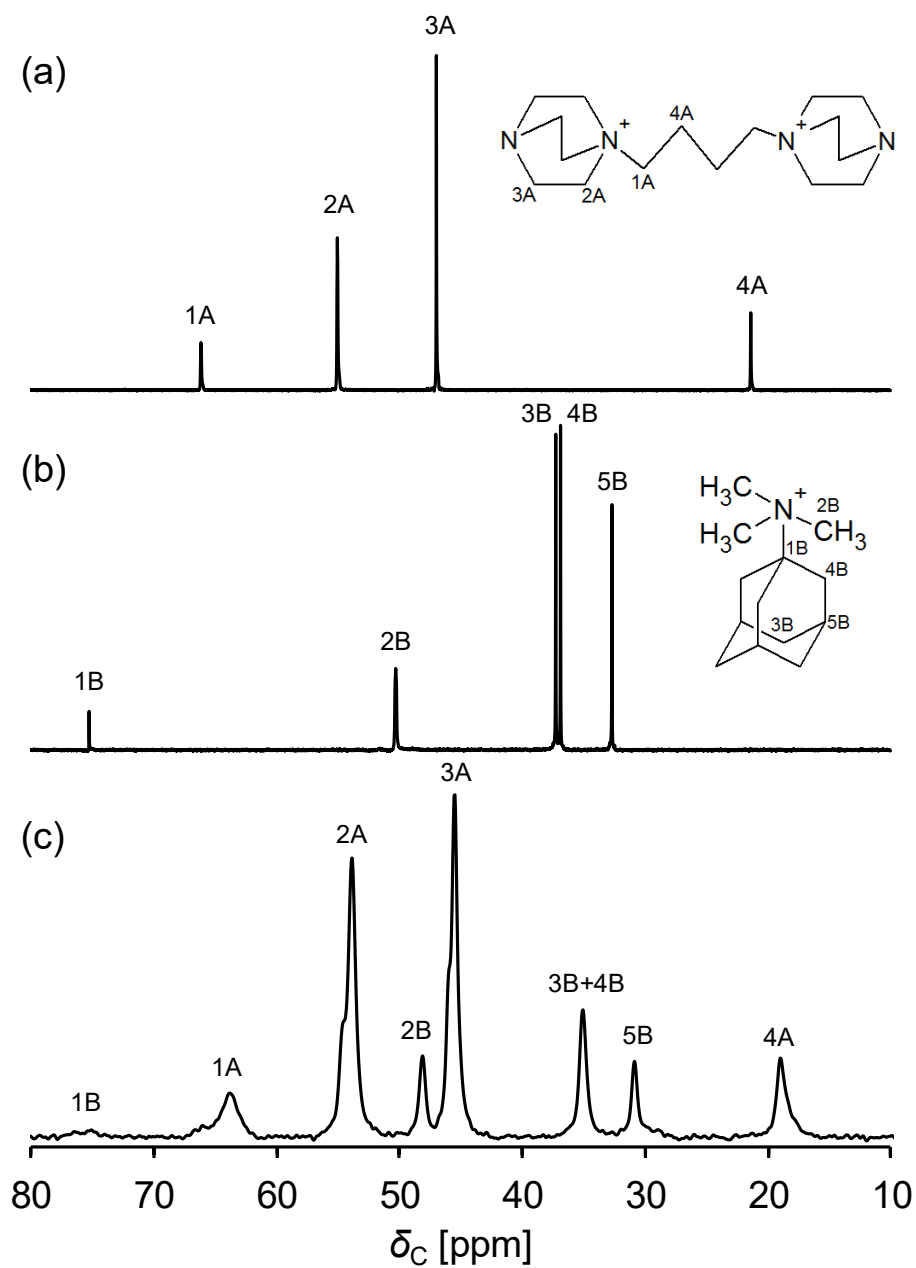 3A
(a)
4A
N
+
N
+
N
N
3A
2A
1A
2A
1A
4A
3B 4B
(b)
5B
H₃C
+
N
2B
H₃C
CH₃
1B
4B
3B
5B
2B
1B
3A
(c)
2A
3B+4B
2B
5B
4A
1A
1B
80 70 60 50 40 30 20 10
δC [ppm]